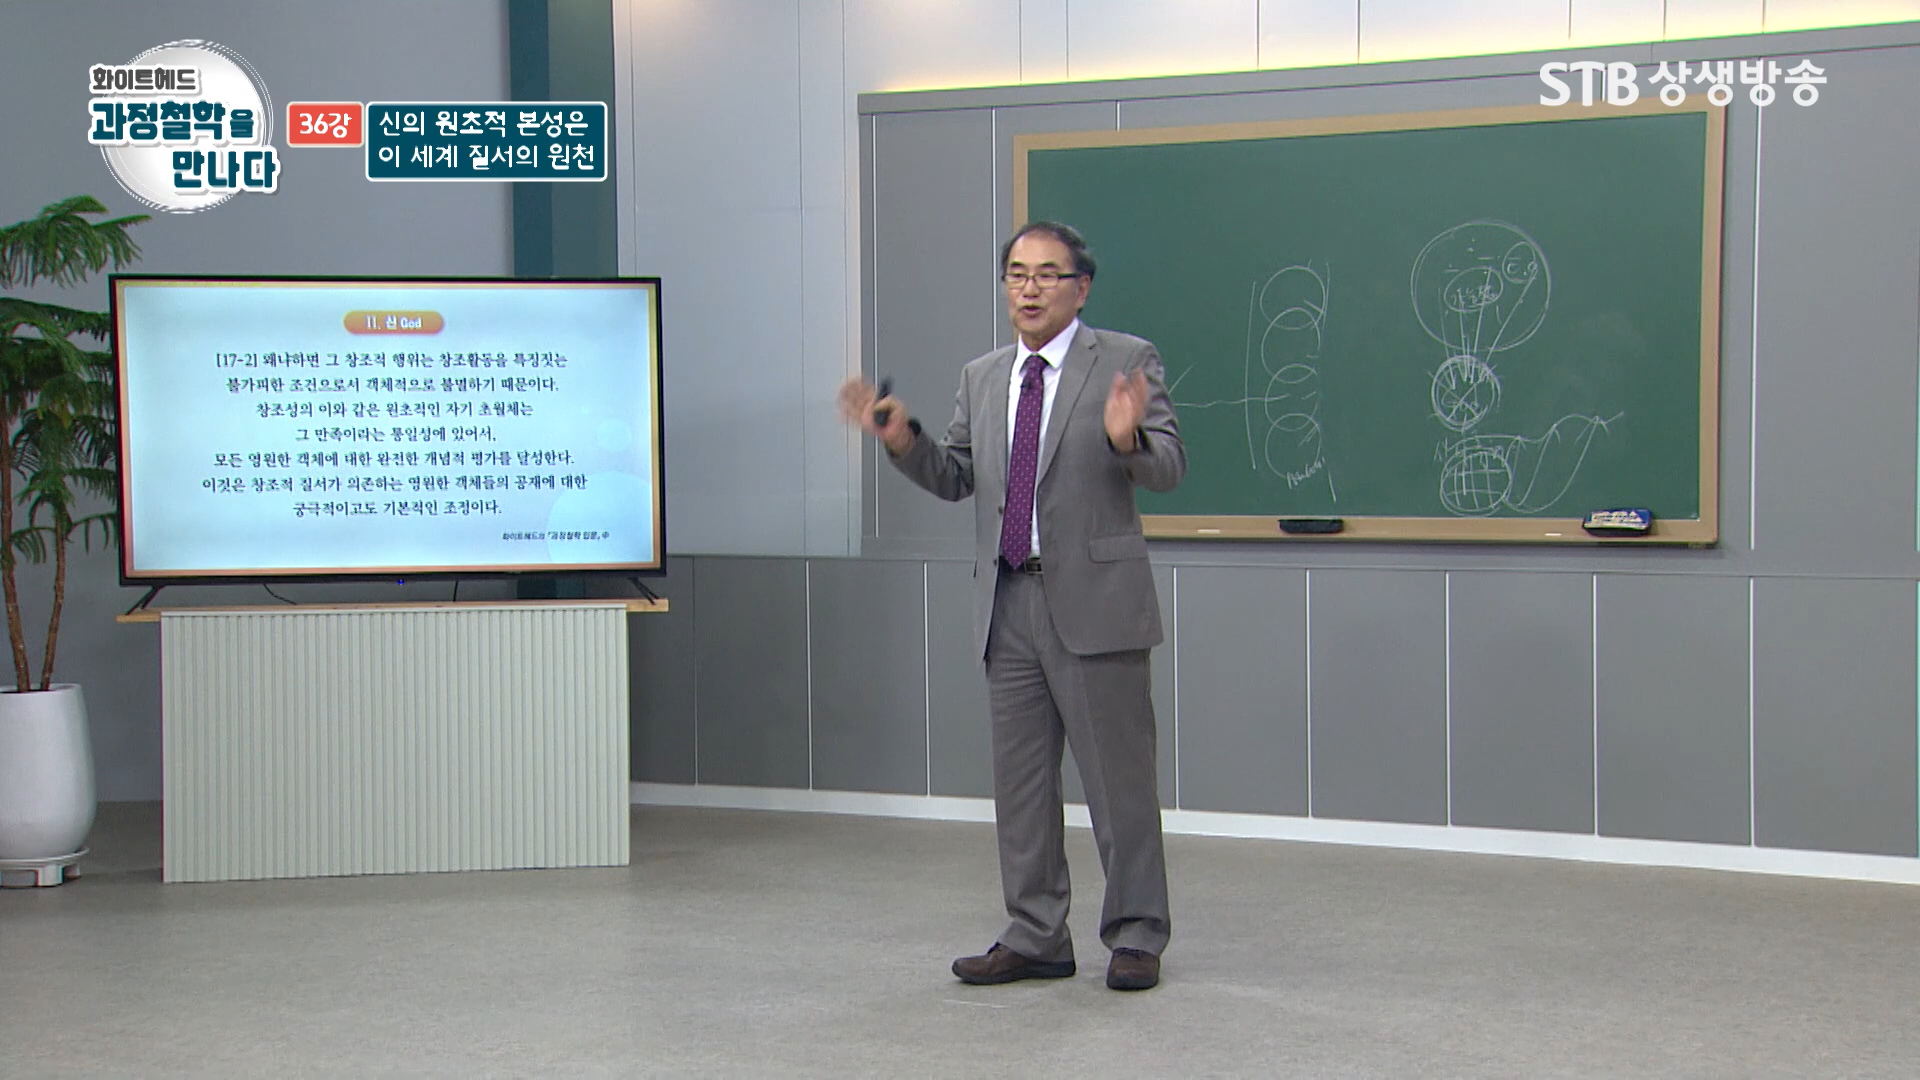 화이트헤드
과정철학을
만나다
36강
신의 원초적 본성은
이 세계 질서의 원천
STB상생방송
11. 신 God
[17-2] 왜냐하면 그 창조적 행위는 창조활동을 특징짓는
불가피한 조건으로서 객체적으로 불멸하기 때문이다.
창조성의 이와 같은 원초적인 자기 초월체는
그 만족이라는 통일성에 있어서,
모든 영원한 객체에 대한 완전한 개념적 평가를 달성한다.
이것은 창조적 질서가 의존하는 영원한 객체들의 공재에 대한
궁극적이고도 기본적인 조정이다.
화이트헤드의 『과정철학 입문』 中
E.O
가능태